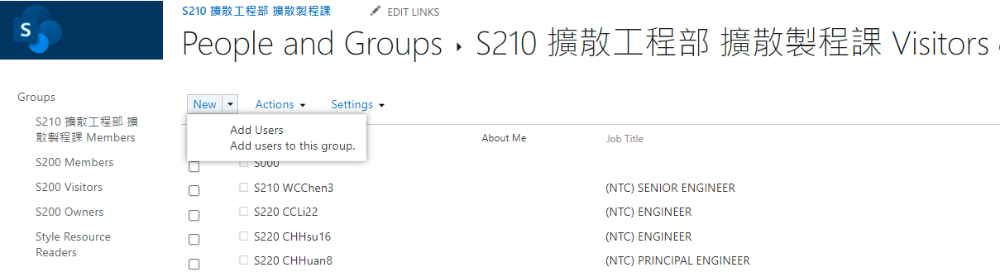 S
S210 擴散工程部 擴散製程課
EDIT LINKS
People and Groups ▸ S210 擴散工程部 擴散製程課 Visitors
Groups
S210 擴散工程部 擴
散製程課 Members
S200 Members
S200 Visitors
S200 Owners
Style Resource
Readers
New
Actions
Settings
Add Users
Add users to this group.
About Me
Job Title
S000
S210 WCChen3
(NTC) SENIOR ENGINEER
S220 CCLi22
(NTC) ENGINEER
S220 CHHsu16
(NTC) ENGINEER
S220 CHHuan8
(NTC) PRINCIPAL ENGINEER